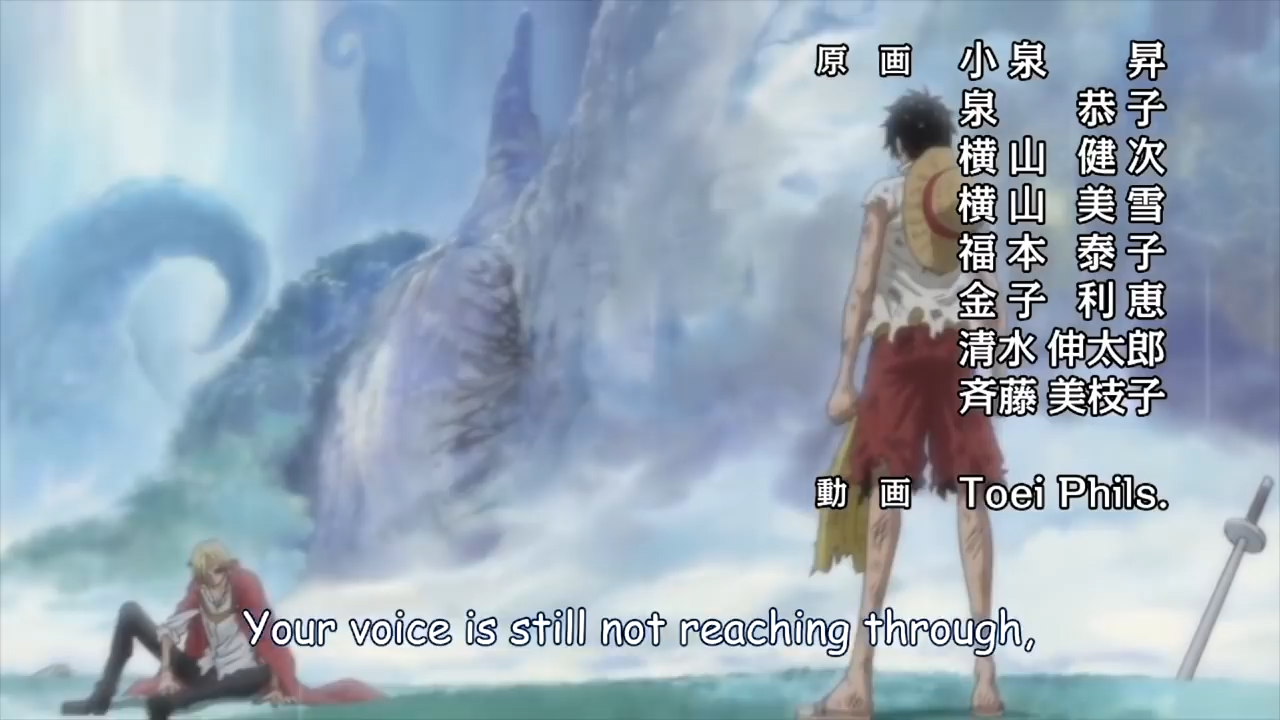 原画 小泉 昇
泉 恭子
横山 健次
横山 美雪
福本 泰子
金子 利恵
清水 伸太郎
斉藤 美枝子
動画 Toei Phils.
Your voice is still not reaching through,